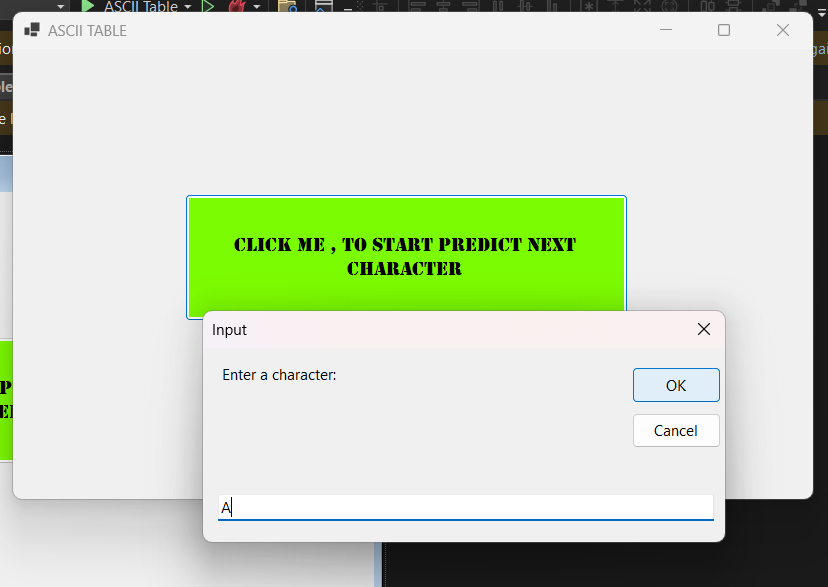 ASCII Table
ASCII TABLE
CLICK ME , TO START PREDICT NEXT
CHARACTER
Input
Enter a character:
OK
Cancel
A